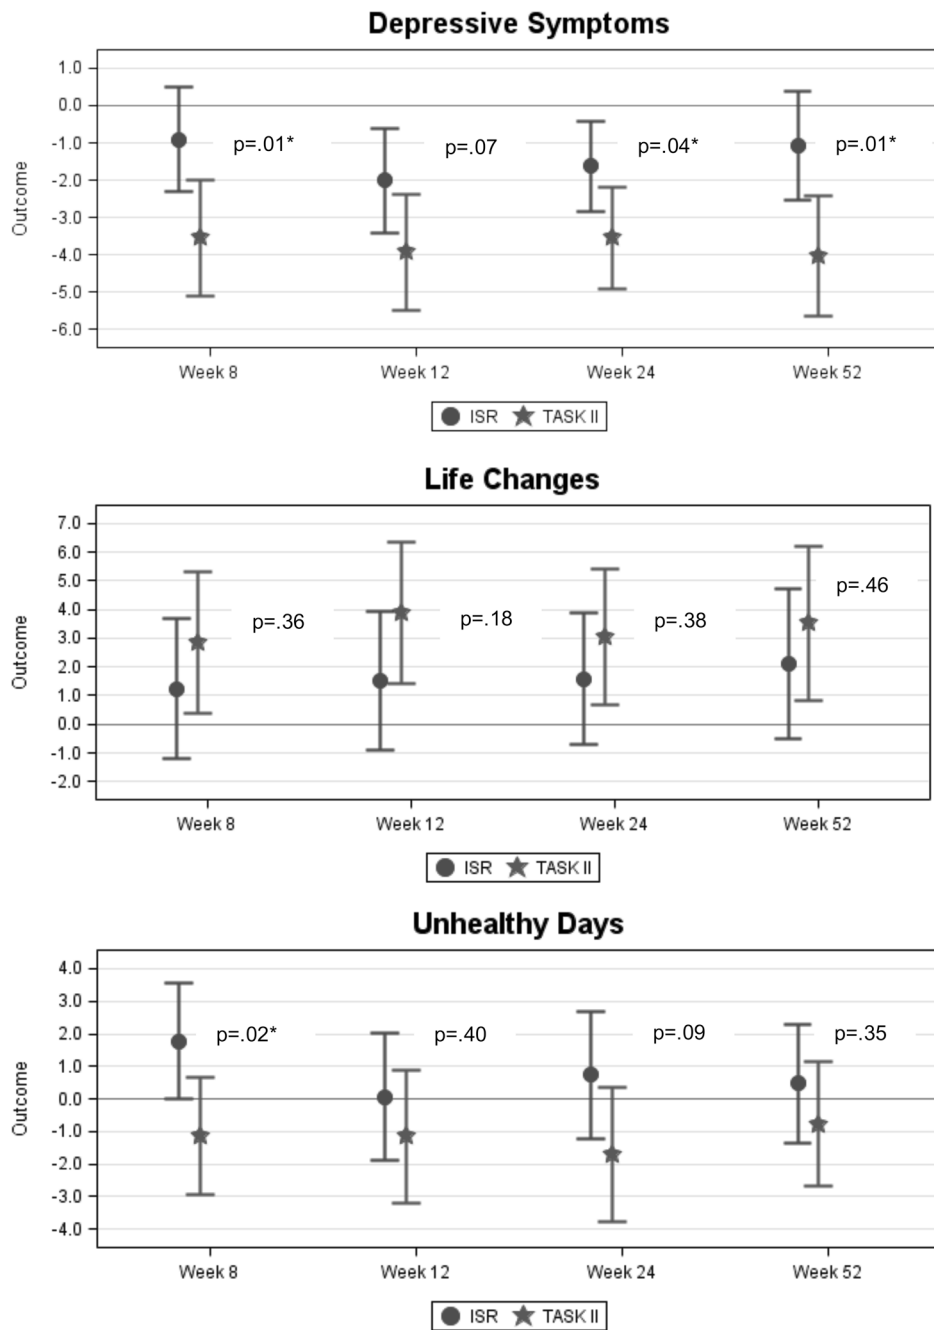 Depressive Symptoms
1.0
0.0
-1.0
-2.0
-3.0
-4.0
-5.0
-6.0
Outcome
p=.01*
p=.07
p=.04*
p=.01*
Week 8
Week 12
Week 24
Week 52
ISR TASK II
Life Changes
7.0
6.0
5.0
4.0
3.0
2.0
1.0
0.0
-1.0
-2.0
Outcome
p=.36
p=.18
p=.38
p=.46
Week 8
Week 12
Week 24
Week 52
ISR TASK II
Unhealthy Days
4.0
3.0
2.0
1.0
0.0
-1.0
-2.0
-3.0
-4.0
Outcome
p=.02*
p=.40
p=.09
p=.35
Week 8
Week 12
Week 24
Week 52
ISR TASK II